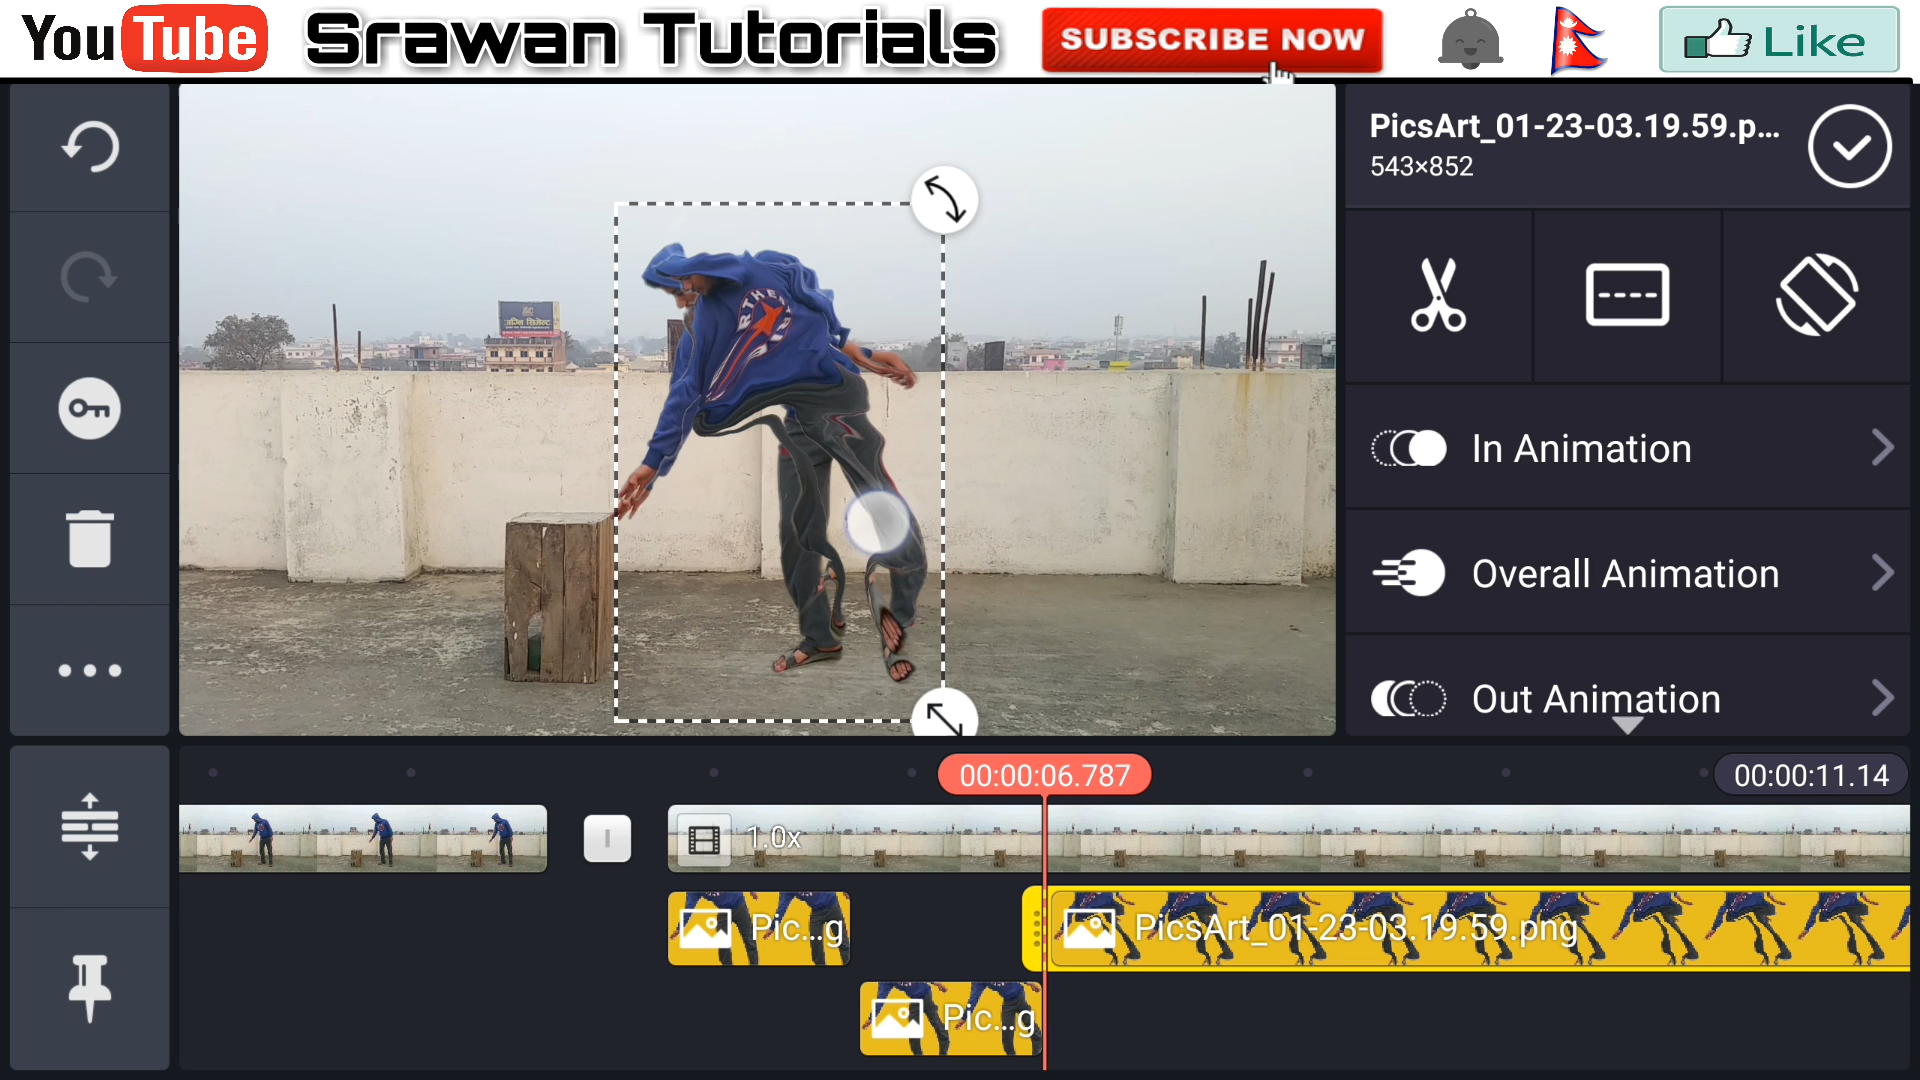 YouTube Srawan Tutorials SUBSCRIBE NOW Like
PicsArt_01-23-03.19.59.p...
543×852
In Animation
Overall Animation
Out Animation
00:00:06.787
00:00:11.14
1.0x
Pic...g
PicsArt_01-23-03.19.59.png
Pic...g